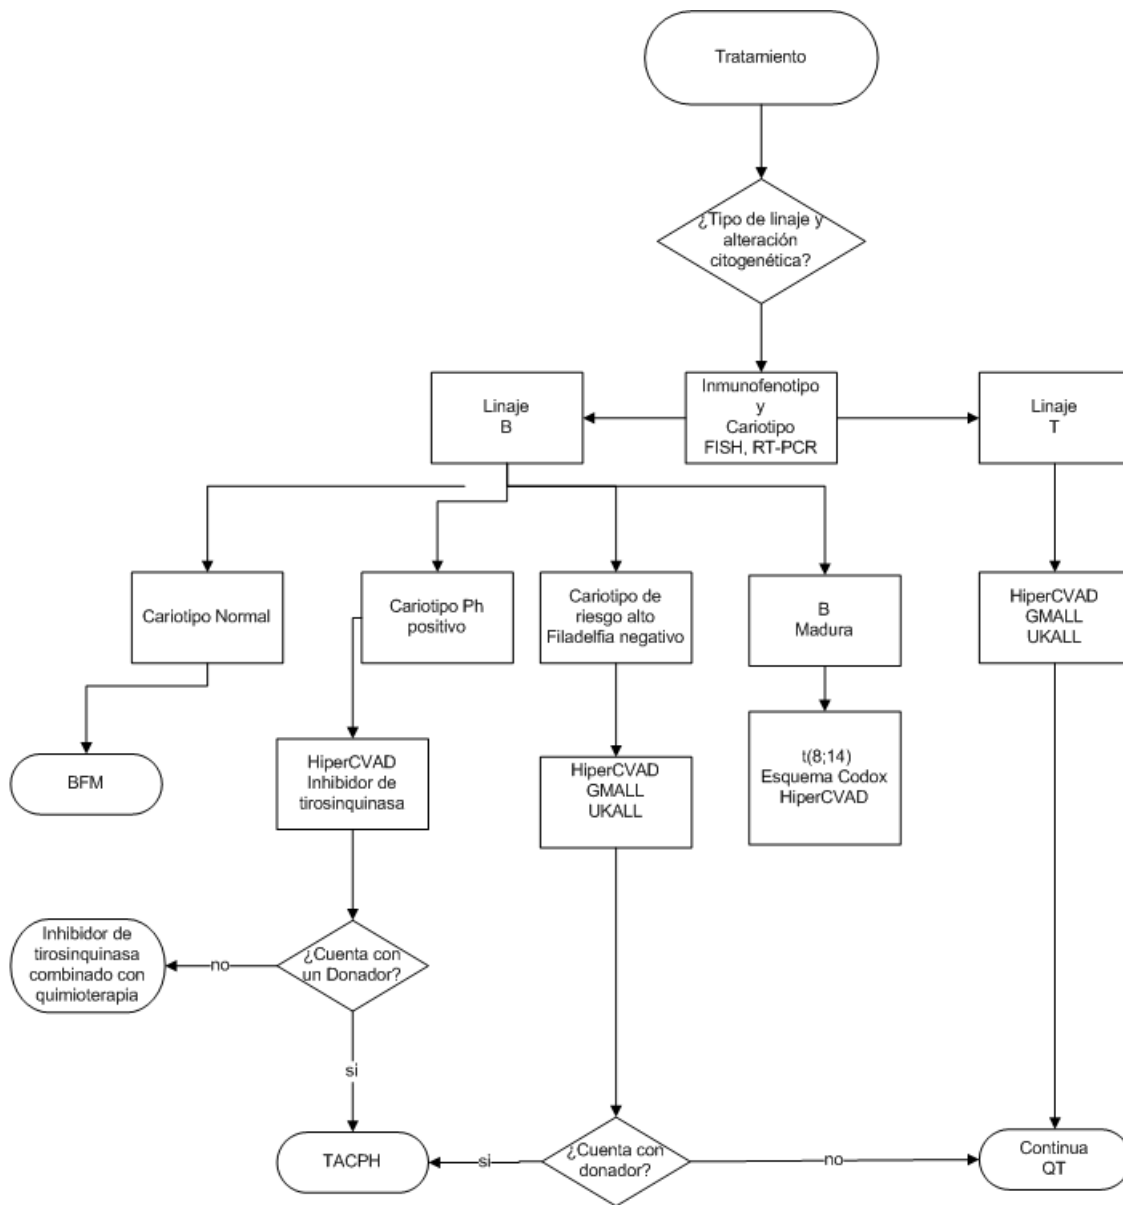 Tratamiento
¿Tipo de linaje y
alteración
citogenética?
Linaje
B
Inmunofenotipo
y
Cariotipo
FISH, RT-PCR
Linaje
T
Cariotipo Normal
Cariotipo Ph
positivo
Cariotipo de
riesgo alto
Filadelfia negativo
B
Madura
HiperCVAD
GMALL
UKALL
BFM
HiperCVAD
Inhibidor de
tirosinquinasa
HiperCVAD
GMALL
UKALL
t(8;14)
Esquema Codox
HiperCVAD
Inhibidor de
tirosinquinasa
combinado con
quimioterapia
no
¿Cuenta con
un Donador?
si
TACPH
si
¿Cuenta con
donador?
no
Continua
QT